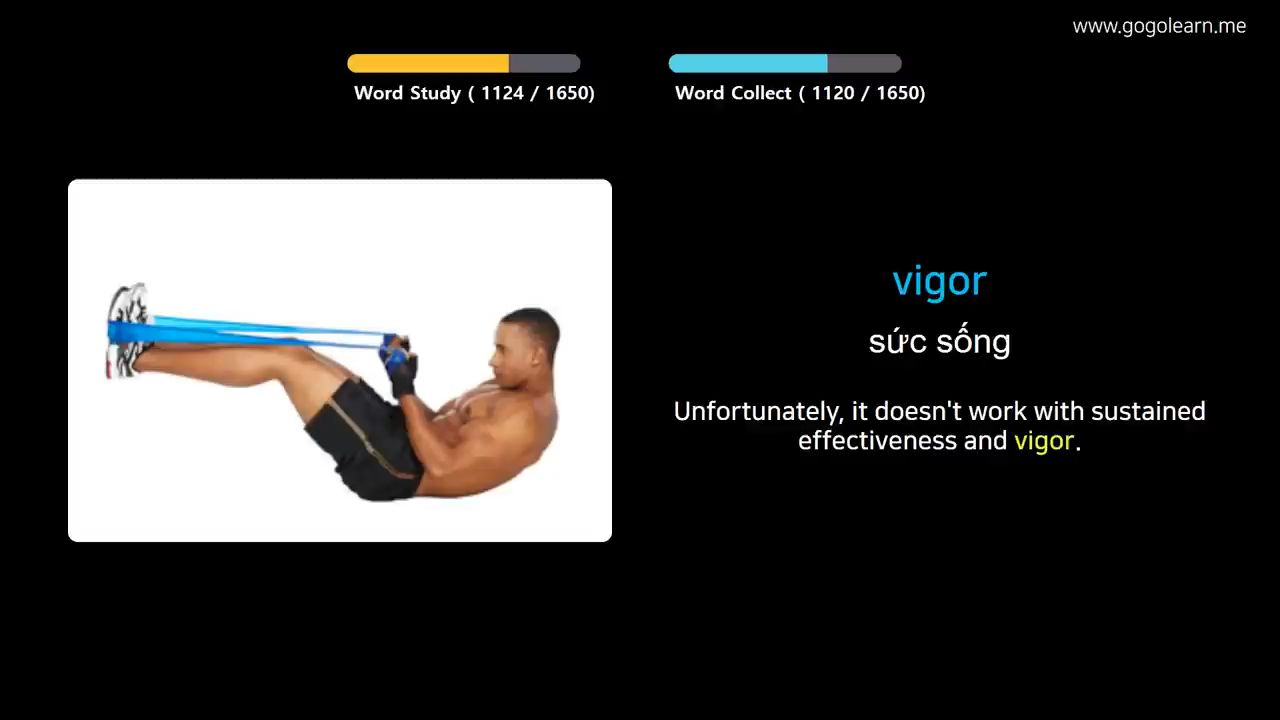 www.gogolearn.me
Word Study ( 1124 / 1650)
Word Collect ( 1120 / 1650)
vigor
sức sống
Unfortunately, it doesn't work with sustained
effectiveness and vigor.